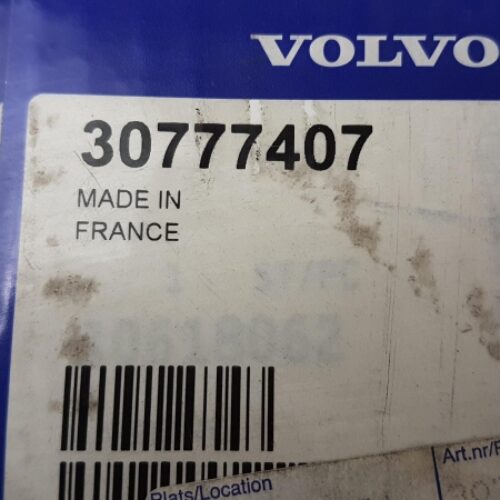 VOLVO
30777407
MADE IN
FRANCE
Plats/Location
Art.nr/